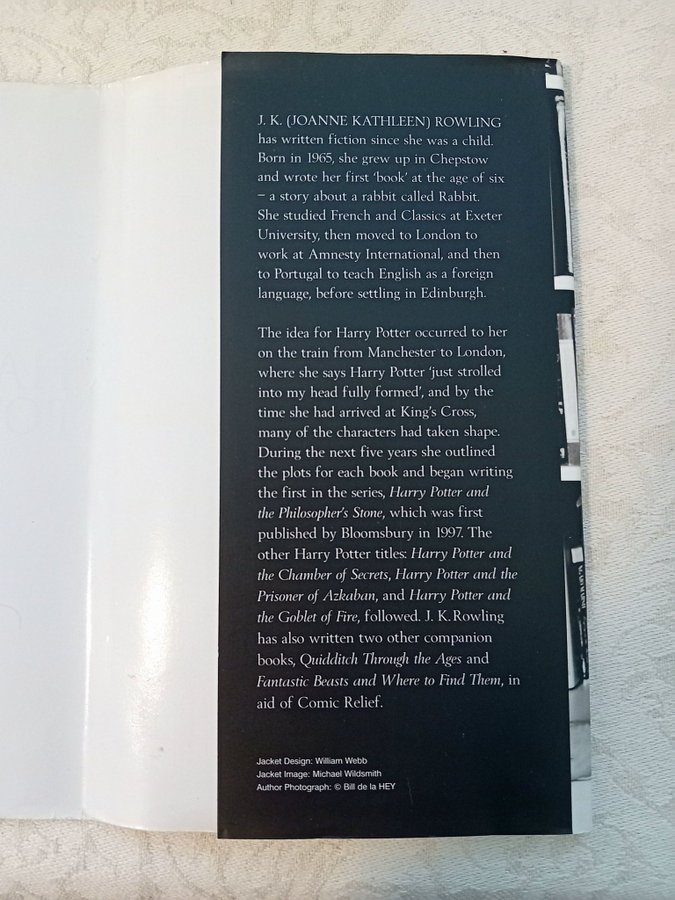 J. K. (JOANNE KATHLEEN) ROWLING
has written fiction since she was a child.
Born in 1965, she grew up in Chepstow
and wrote her first ‘book’ at the age of six
– a story about a rabbit called Rabbit.
She studied French and Classics at Exeter
University, then moved to London to
work at Amnesty International, and then
to Portugal to teach English as a foreign
language, before settling in Edinburgh.
The idea for Harry Potter occurred to her
on the train from Manchester to London,
where she says Harry Potter ‘just strolled
into my head fully formed’, and by the
time she had arrived at King's Cross,
many of the characters had taken shape.
During the next five years she outlined
the plots for each book and began writing
the first in the series, Harry Potter and
the Philosopher's Stone, which was first
published by Bloomsbury in 1997. The
other Harry Potter titles: Harry Potter and
the Chamber of Secrets, Harry Potter and the
Prisoner of Azkaban, and Harry Potter and
the Goblet of Fire, followed. J. K. Rowling
has also written two other companion
books, Quidditch Through the Ages and
Fantastic Beasts and Where to Find Them, in
aid of Comic Relief.
Jacket Design: William Webb
Jacket Image: Michael Wildsmith
Author Photograph: © Bill de la HEY